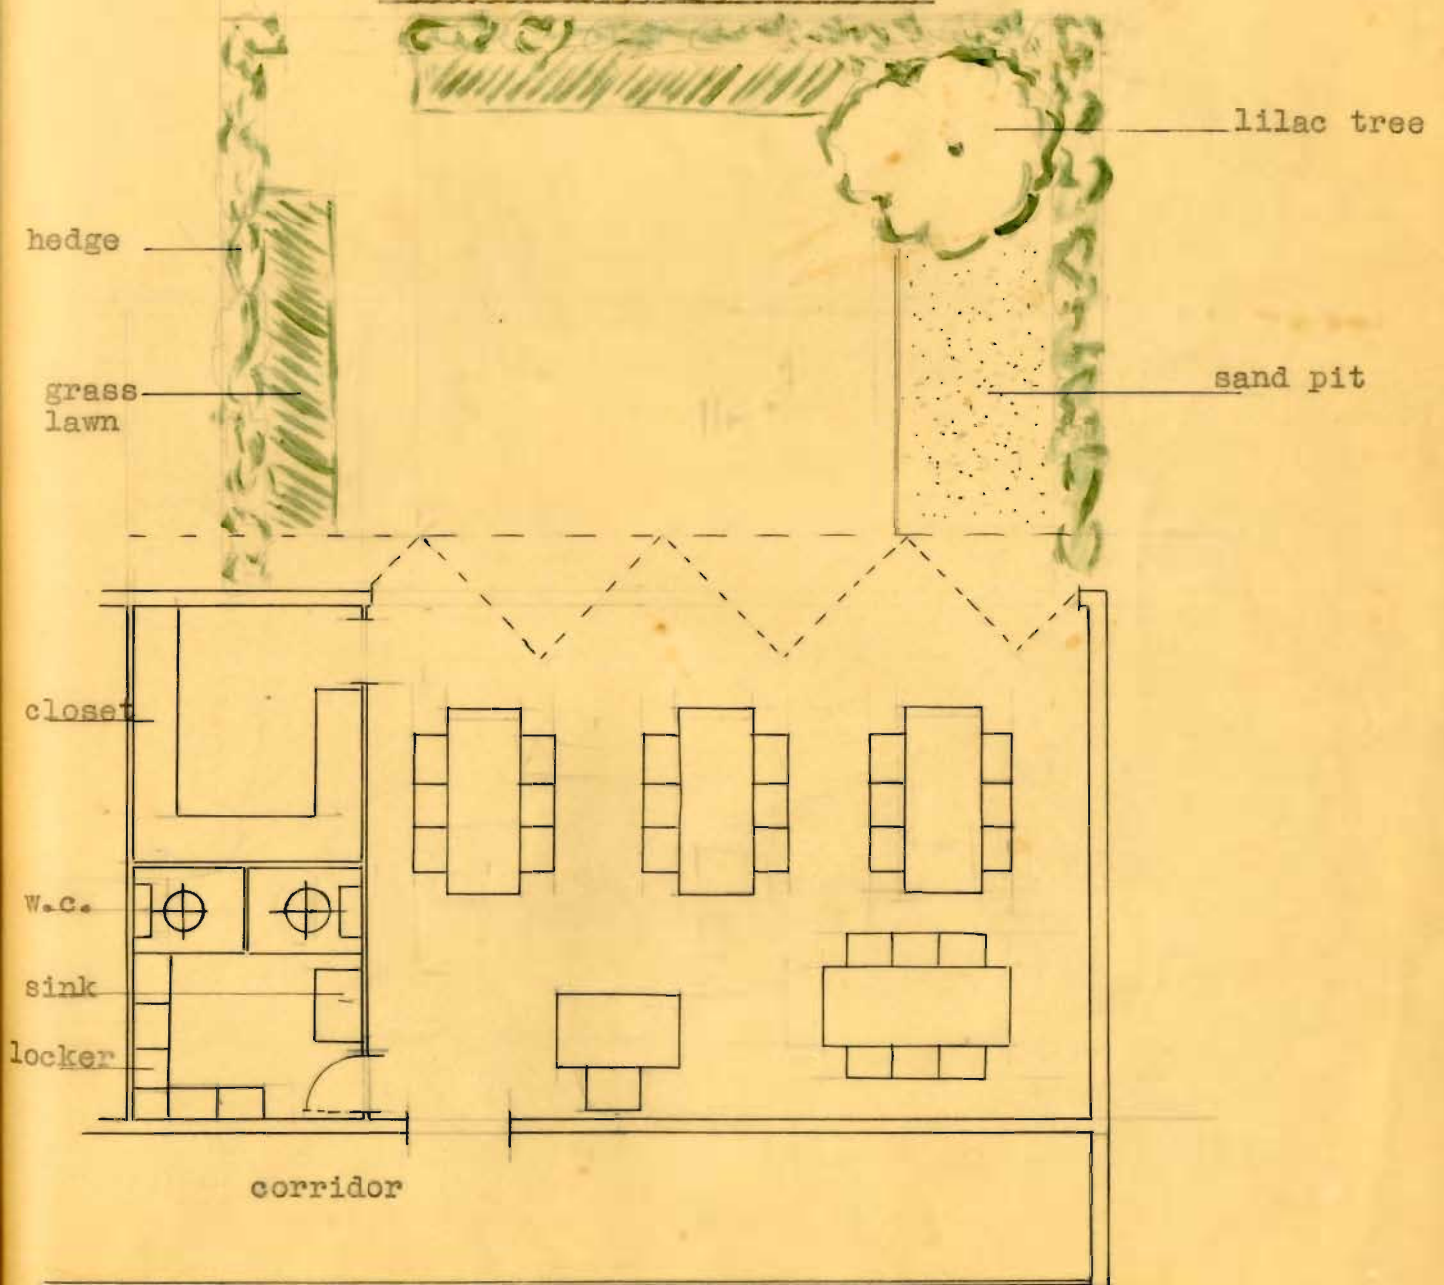 lilac tree
hedge
sand pit
grass
lawn
closet
w.c.
sink
locker
corridor